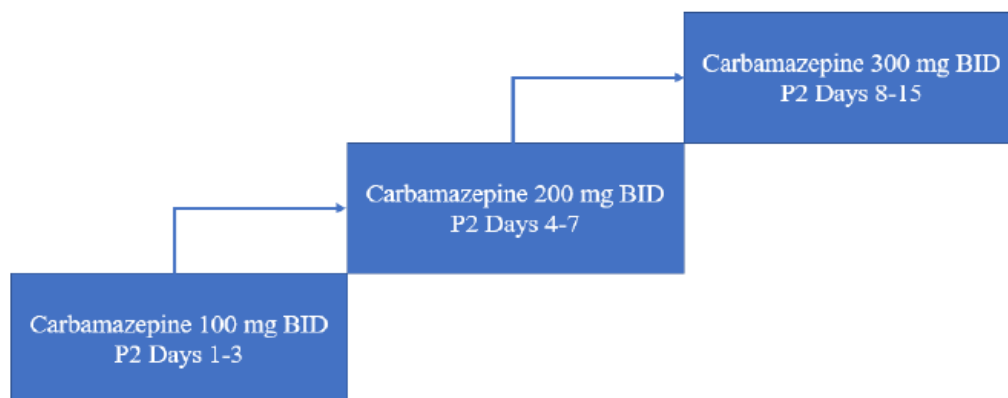 Carbamazepine 300 mg BID
P2 Days 8-15
Carbamazepine 200 mg BID
P2 Days 4-7
Carbamazepine 100 mg BID
P2 Days 1-3